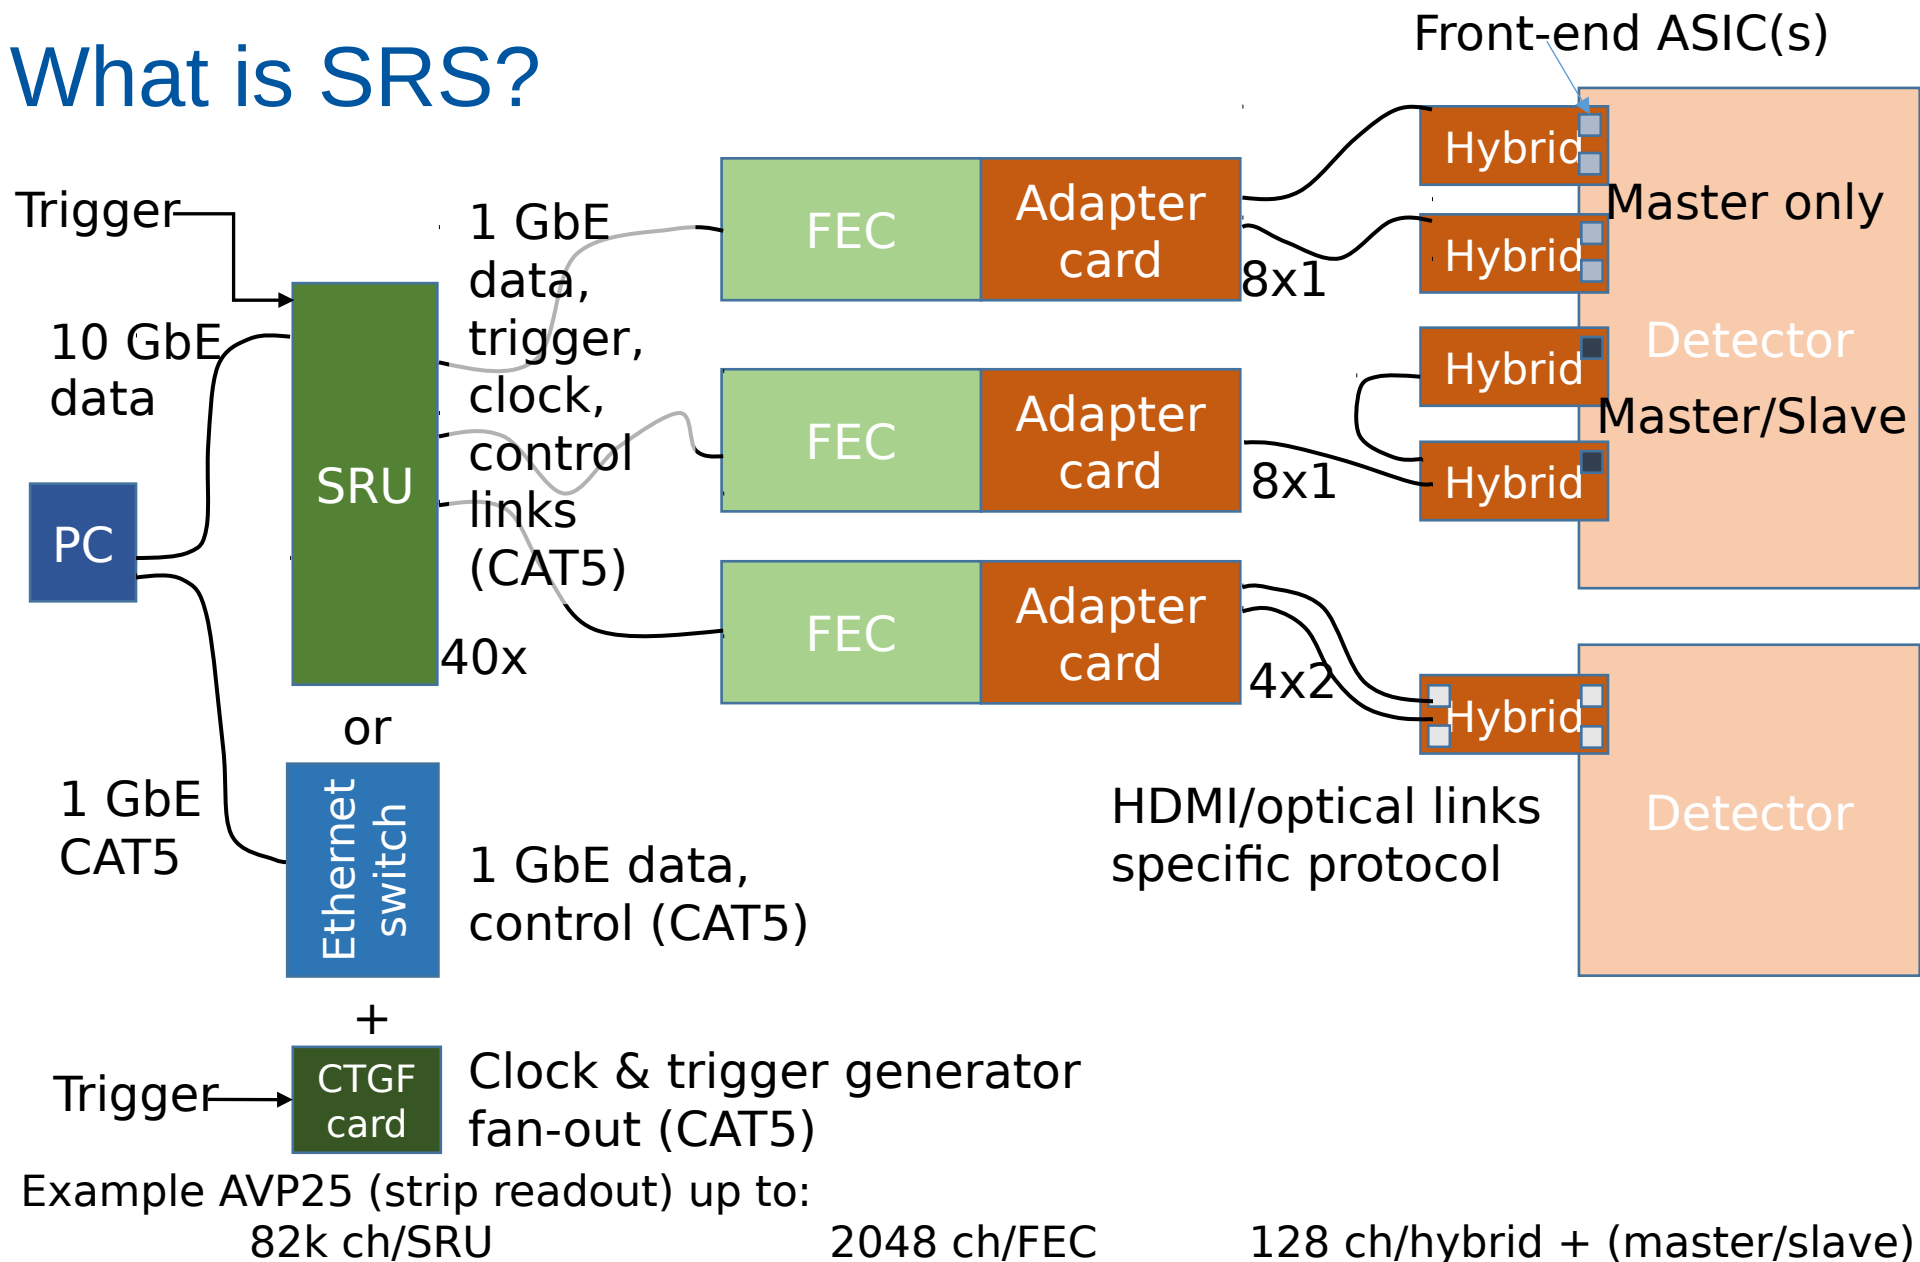 What is SRS?
Front-end ASIC(s)
Trigger
10 GbE
data
PC
1 GbE
CAT5
SRU
40x
or
Ethernet
switch
+
Trigger
CTGF
card
1 GbE
data,
trigger,
clock,
control
links
(CAT5)
1 GbE data,
control (CAT5)
Clock & trigger generator
fan-out (CAT5)
FEC
Adapter
card
8x1
FEC
Adapter
card
8x1
FEC
Adapter
card
4x2
HDMI/optical links
specific protocol
Hybrid
Hybrid
Hybrid
Hybrid
Hybrid
Master only
Detector
Master/Slave
Detector
Example AVP25 (strip readout) up to:
82k ch/SRU
2048 ch/FEC
128 ch/hybrid + (master/slave)